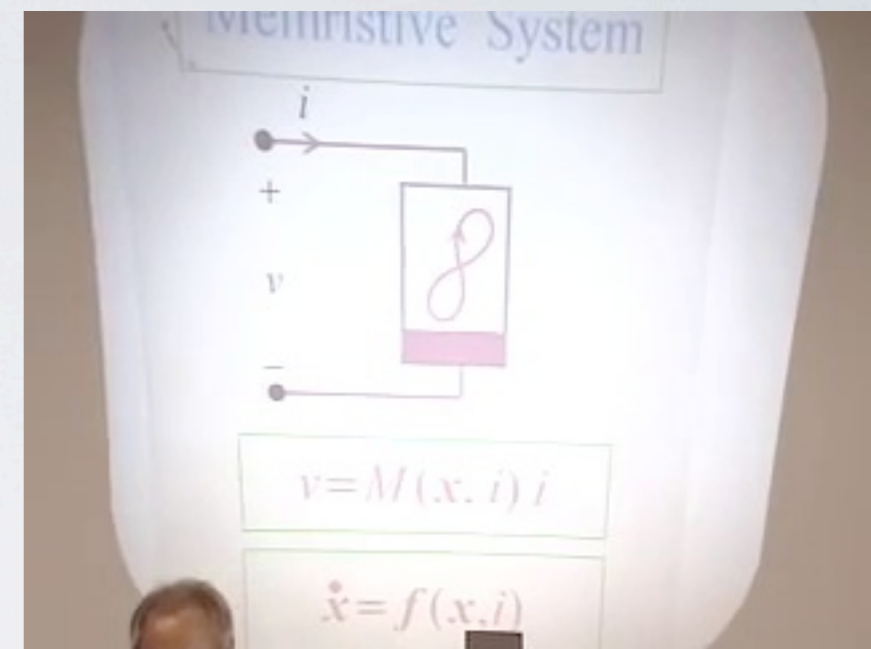 Memristive System
i
+
v
−
v=M(x, i) i
ẋ=f(x,i)